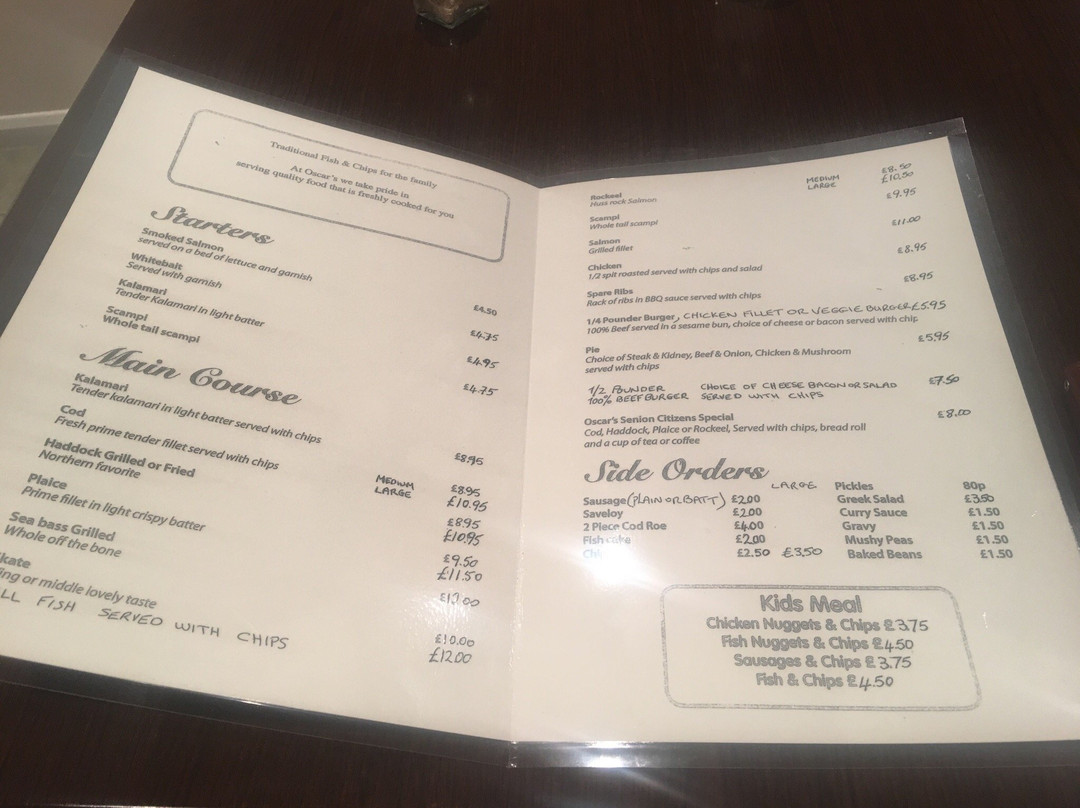 Traditional Fish & Chips for the family
At Oscar's we take pride in
serving quality food that is freshly cooked for you
Starters
Smoked Salmon
served on a bed of lettuce and garnish £4.50
Whitebait
Served with garnish £4.75
Kalamari
Tender Kalamari in light batter £4.95
Scampi
Whole tail scampi £4.75
Main Course
Kalamari
Tender kalamari in light batter served with chips £8.95
Cod MEDIUM £8.95
Fresh prime tender fillet served with chips LARGE £10.95
Haddock Grilled or Fried £8.95
Northern favorite £10.95
Plaice £9.50
Prime fillet in light crispy batter £11.50
Sea bass Grilled
Whole off the bone £13.00
kate £10.00
ing or middle lovely taste £12.00
LL FISH SERVED WITH CHIPS
Rockeel MEDIUM £8.50
Huss rock Salmon LARGE £10.50
Scampi £9.95
Whole tail scampi
Salmon £11.00
Grilled fillet
Chicken £8.95
1/2 spit roasted served with chips and salad
Spare Ribs £8.95
Rack of ribs in BBQ sauce served with chips
1/4 Pounder Burger, CHICKEN FILLET OR VEGGIE BURGER £5.95
100% Beef served in a sesame bun, choice of cheese or bacon served with chip
Pie £5.95
Choice of Steak & Kidney, Beef & Onion, Chicken & Mushroom
served with chips
1/2 POUNDER CHOICE OF CHEESE BACON OR SALAD £7.50
100% BEEF BURGER SERVED WITH CHIPS
Oscar's Senion Citizens Special £8.00
Cod, Haddock, Plaice or Rockeel, Served with chips, bread roll
and a cup of tea or coffee
Side Orders
LARGE
Sausage (PLAIN OR BATT) £2.00
Saveloy £2.00
2 Piece Cod Roe £4.00
Fish cake £2.00
£2.50 £3.50
Pickles 80p
Greek Salad £3.50
Curry Sauce £1.50
Gravy £1.50
Mushy Peas £1.50
Baked Beans £1.50
Kids Meal
Chicken Nuggets & Chips £3.75
Fish Nuggets & Chips £4.50
Sausages & Chips £3.75
Fish & Chips £4.50